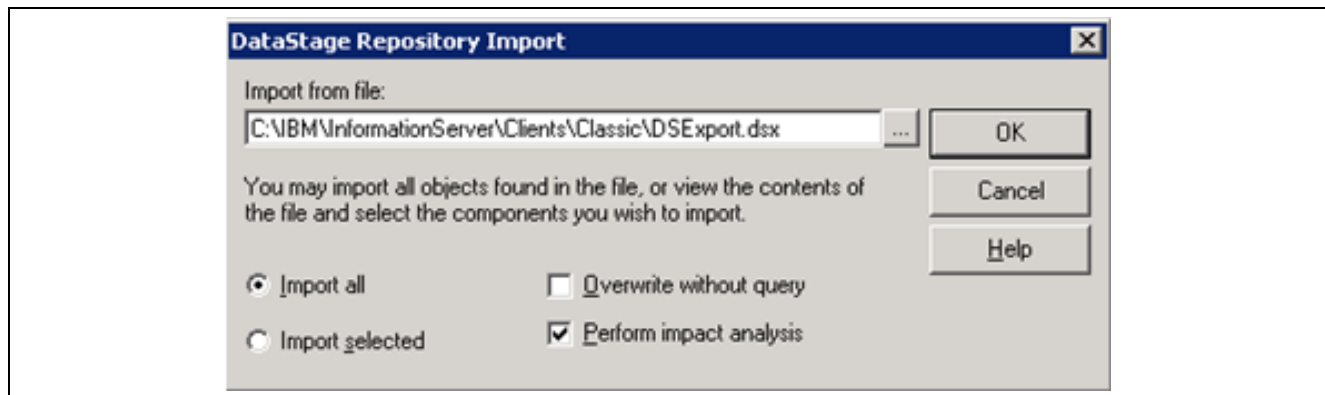 DataStage Repository Import
Import from file:
C:\IBM\InformationServer\Clients\Classic\DSExport.dsx
...
OK
You may import all objects found in the file, or view the contents of
the file and select the components you wish to import.
Cancel
Help
Import all
Overwrite without query
Import selected
Perform impact analysis